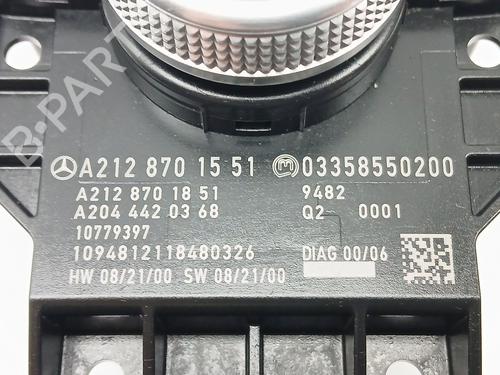 B-PARTS
A212 870 15 51 M 03358550200
A212 870 18 51 9482
A204 442 03 68 Q2 0001
10779397
1094812118480326 DIAG 00/06
HW 08/21/00 SW 08/21/00